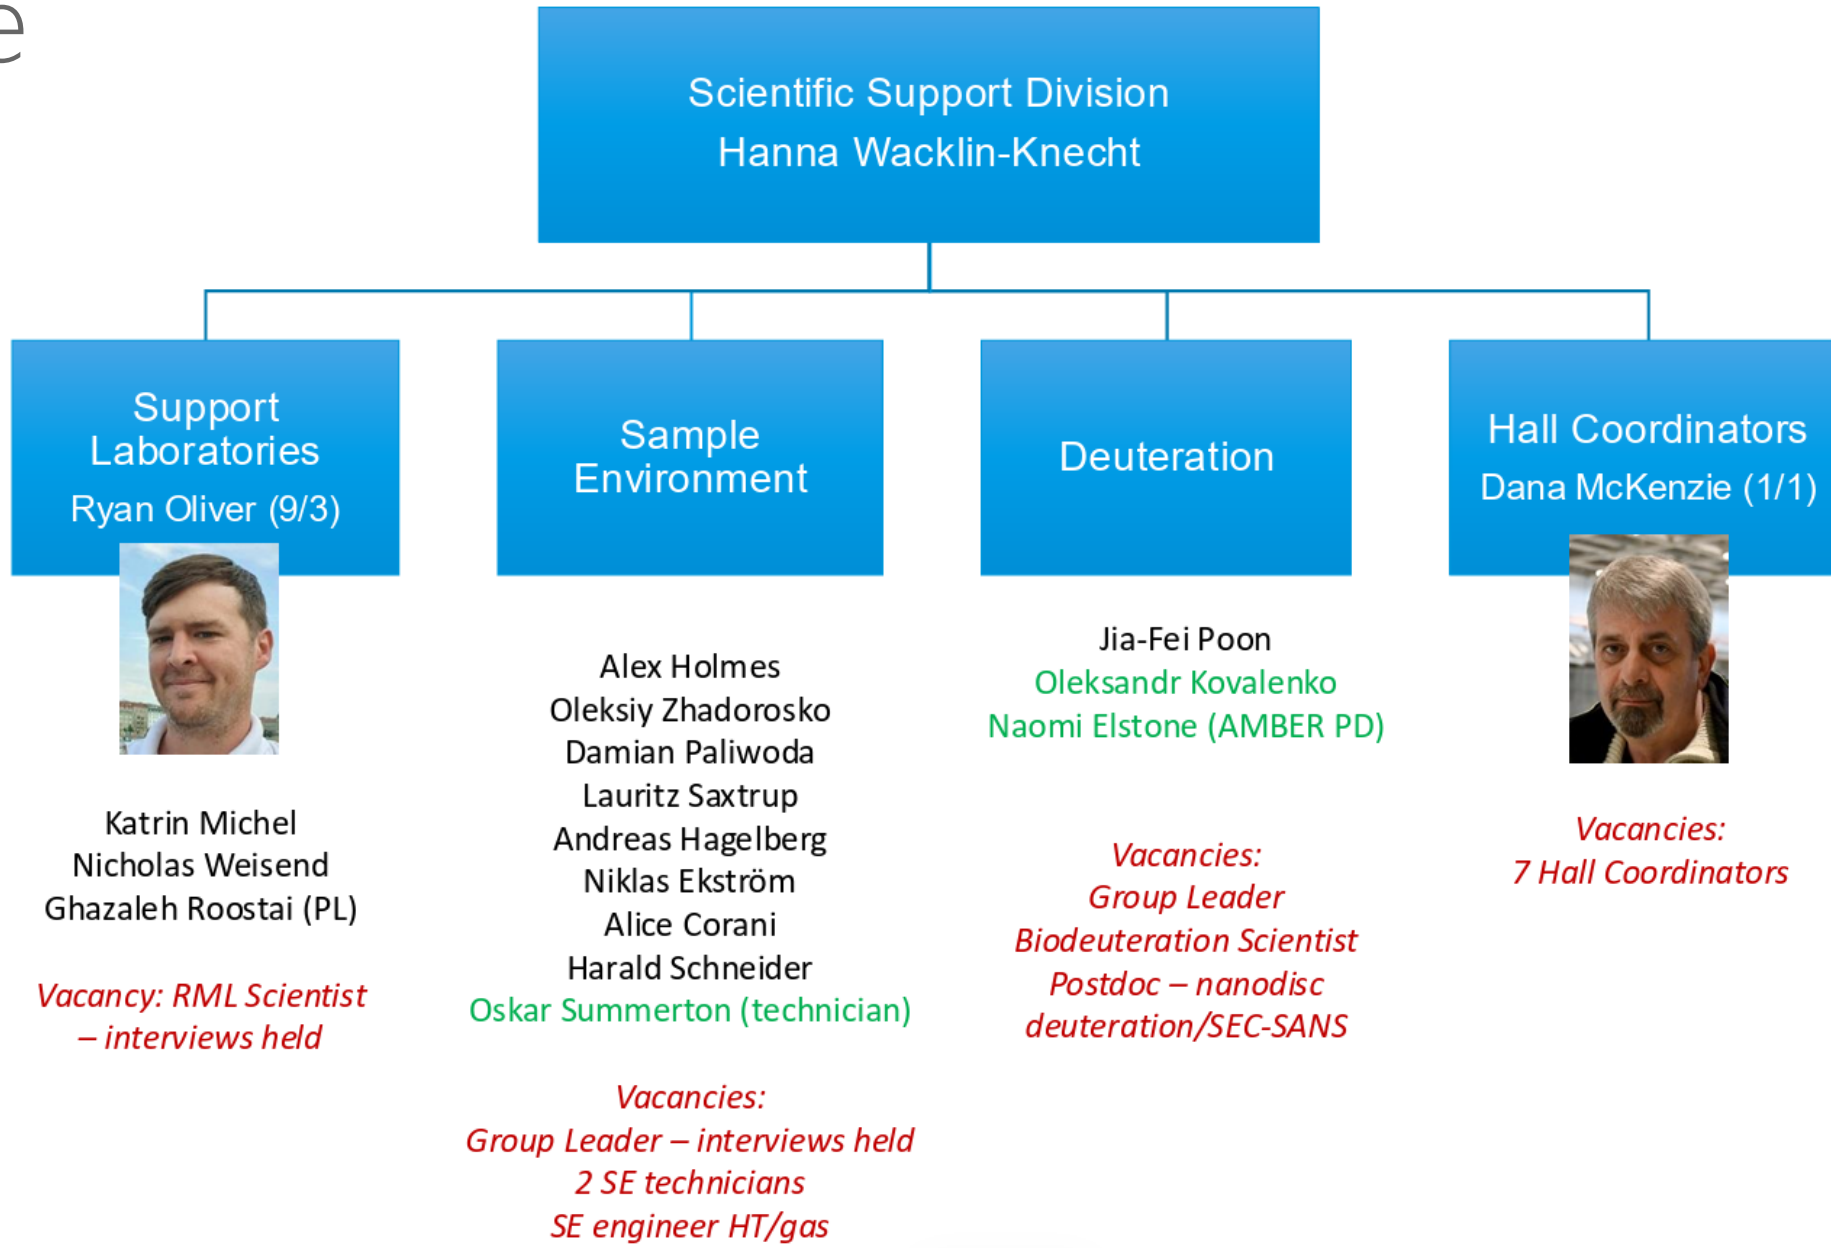 e
Scientific Support Division
Hanna Wacklin-Knecht
Support
Laboratories
Ryan Oliver (9/3)
Katrin Michel
Nicholas Weisend
Ghazaleh Roostai (PL)
Vacancy: RML Scientist
– interviews held
Sample
Environment
Alex Holmes
Oleksiy Zhadorosko
Damian Paliwoda
Lauritz Saxtrup
Andreas Hagelberg
Niklas Ekström
Alice Corani
Harald Schneider
Oskar Summerton (technician)
Vacancies:
Group Leader – interviews held
2 SE technicians
SE engineer HT/gas
Deuteration
Jia-Fei Poon
Oleksandr Kovalenko
Naomi Elstone (AMBER PD)
Vacancies:
Group Leader
Biodeuteration Scientist
Postdoc – nanodisc
deuteration/SEC-SANS
Hall Coordinators
Dana McKenzie (1/1)
Vacancies:
7 Hall Coordinators